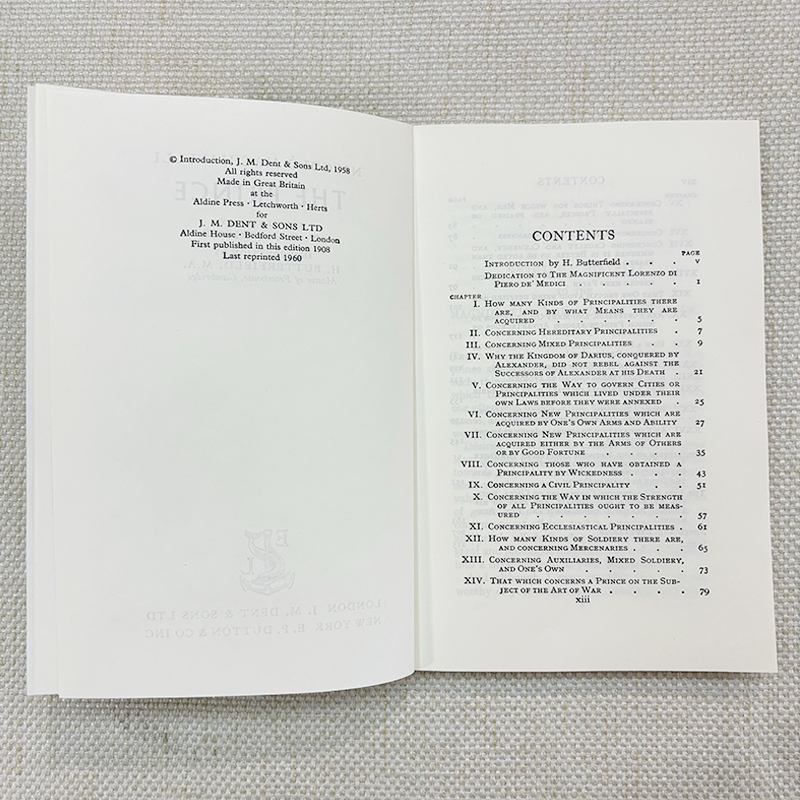 © Introduction, J. M. Dent & Sons Ltd, 1958
All rights reserved
Made in Great Britain
at the
Aldine Press · Letchworth · Herts
for
J. M. DENT & SONS LTD
Aldine House · Bedford Street · London
First published in this edition 1908
Last reprinted 1960
CONTENTS
PAGE
Introduction by H. Butterfield . . . v
Dedication to The Magnificent Lorenzo di
Piero de' Medici . . . . . . 1
CHAPTER
I. How many Kinds of Principalities there
are, and by what Means they are
acquired . . . . . . 5
II. Concerning Hereditary Principalities . 7
III. Concerning Mixed Principalities . . 9
IV. Why the Kingdom of Darius, conquered by
Alexander, did not rebel against the
Successors of Alexander at his Death . 21
V. Concerning the Way to govern Cities or
Principalities which lived under their
own Laws before they were annexed . 25
VI. Concerning New Principalities which are
acquired by One's Own Arms and Ability 27
VII. Concerning New Principalities which are
acquired either by the Arms of Others
or by Good Fortune . . . . 35
VIII. Concerning those who have obtained a
Principality by Wickedness . . . 43
IX. Concerning a Civil Principality . . 51
X. Concerning the Way in which the Strength
of all Principalities ought to be meas-
ured . . . . . . . 57
XI. Concerning Ecclesiastical Principalities . 61
XII. How many Kinds of Soldiery there are,
and concerning Mercenaries . . . 65
XIII. Concerning Auxiliaries, Mixed Soldiery,
and One's Own . . . . . 73
XIV. That which concerns a Prince on the Sub-
ject of the Art of War . . . . 79
xiii
LONDON J. M. DENT & SONS LTD
NEW YORK E. P. DUTTON & CO INC